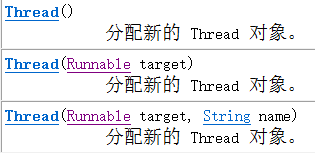 Thread()
分配新的 Thread 对象。
Thread(Runnable target)
分配新的 Thread 对象。
Thread(Runnable target, String name)
分配新的 Thread 对象。